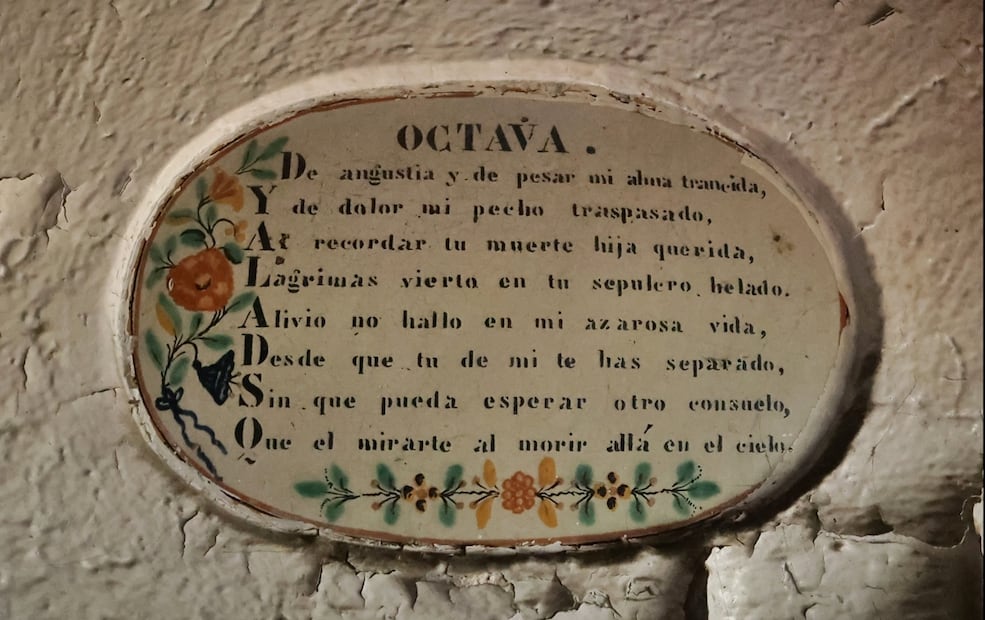 OCTAVA.
De angustia y de pesar mi alma trancida,
Y de dolor mi pecho traspasado,
Al recordar tu muerte hija querida,
Lagrimas vierto en tu sepulcro helado.
Alivio no hallo en mi azarosa vida,
Desde que tu de mi te has separado,
Sin que pueda esperar otro consuelo,
Que el mirarte al morir allá en el cielo.